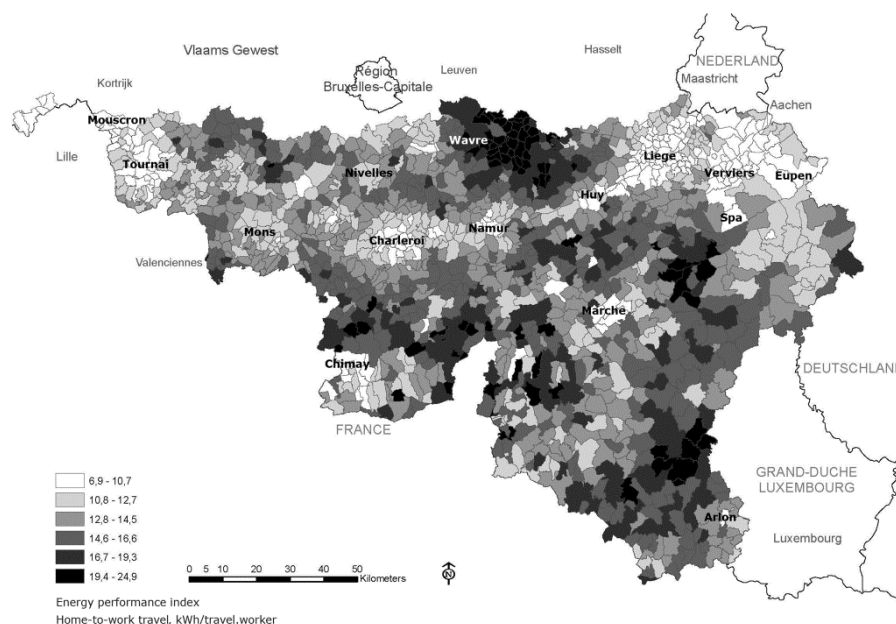 Vlaams Gewest
Hasselt
NEDERLAND
Région
Bruxelles-Capitale
Leuven
Maastricht
Kortrijk
Aachen
Mouscron
Wavre
Lille
Tournai
Nivelles
Liege
Verviers
Eupen
Huy
Spa
Mons
Charleroi
Namur
Valenciennes
Marche
Chimay
DEUTSCHLAND
FRANCE
GRAND-DUCHE
LUXEMBOURG
Arlon
Luxembourg
6,9 - 10,7
10,8 - 12,7
12,8 - 14,5
14,6 - 16,6
16,7 - 19,3
19,4 - 24,9
0 5 10 20 30 40 50
Kilometers
N
Energy performance index
Home-to-work travel, kWh/travel.worker